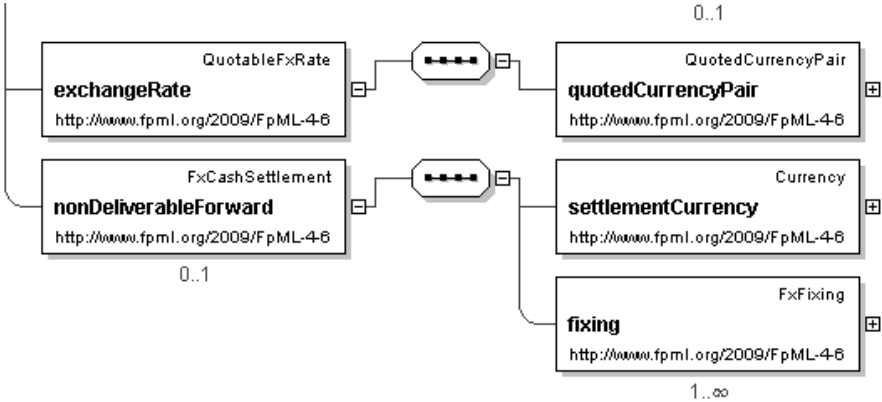 0..1
QuotableFxRate
exchangeRate
http://www.fpml.org/2009/FpML-4-6
QuotedCurrencyPair
quotedCurrencyPair
http://www.fpml.org/2009/FpML-4-6
FxCashSettlement
nonDeliverableForward
http://www.fpml.org/2009/FpML-4-6
0..1
Currency
settlementCurrency
http://www.fpml.org/2009/FpML-4-6
FxFixing
fixing
http://www.fpml.org/2009/FpML-4-6
1..∞